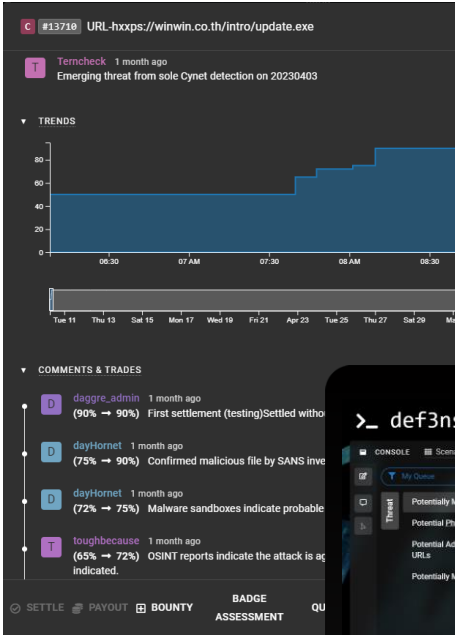 C #13710 URL-hxxps://winwin.co.th/intro/update.exe
T Terncheck 1 month ago
Emerging threat from sole Cynet detection on 20230403
▼ TRENDS
80
60
40
20
0
06:30 07 AM 07:30 08 AM 08:30
Tue 11 Thu 13 Sat 15 Mon 17 Wed 19 Fri 21 Apr 23 Tue 25 Thu 27 Sat 29
▼ COMMENTS & TRADES
D daggre_admin 1 month ago
(90% → 90%) First settlement (testing)Settled
D dayHornet 1 month ago
(75% → 90%) Confirmed malicious file by SANS
D dayHornet 1 month ago
(72% → 75%) Malware sandboxes indicate probable
T toughbecause 1 month ago
(65% → 72%) OSINT reports indicate the attack is
indicated.
SETTLE PAYOUT BOUNTY BADGE ASSESSMENT
>_ def3ns
CONSOLE
My Queue
Threat
Potentially
Potential
Potential
URLs
Potentially